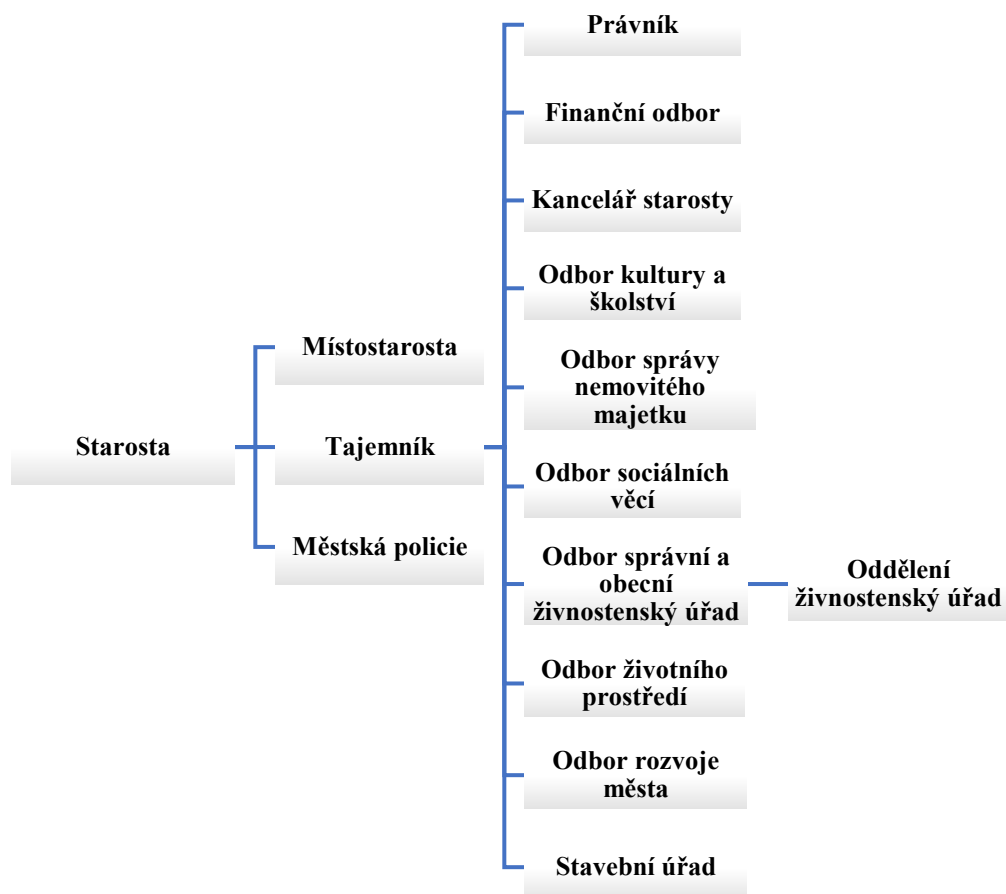 Právník
Finanční odbor
Kancelář starosty
Odbor kultury a
školství
Místostarosta
Odbor správy
nemovitého
majetku
Starosta
Tajemník
Odbor sociálních
věcí
Městská policie
Odbor správní a
obecní
živnostenský úřad
Oddělení
živnostenský úřad
Odbor životního
prostředí
Odbor rozvoje
města
Stavební úřad